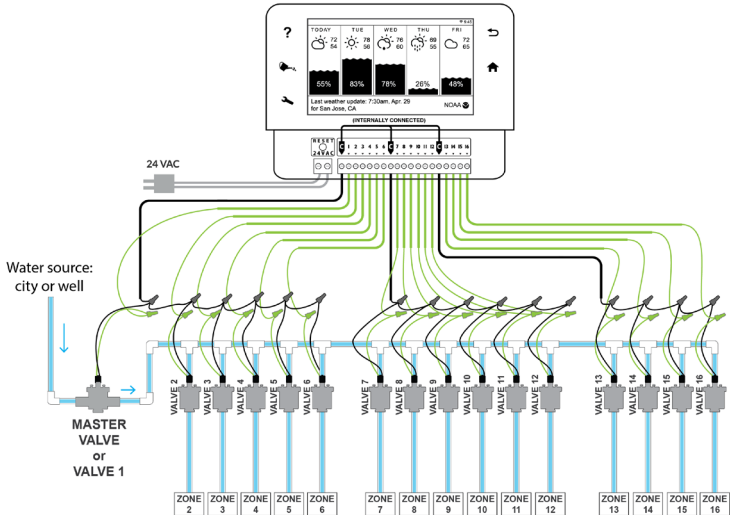 TODAY TUE WED THU FRI
72 54 78 56 76 60 69 55 72 65
55% 83% 78% 26% 48%
Last weather update: 7:30am, Apr. 29
for San Jose, CA
NOAA
?
(INTERNALLY CONNECTED)
RESET
24VAC
C 1 2 3 4 5 6 C 7 8 9 10 11 12 C 13 14 15 16
24 VAC
Water source:
city or well
MASTER
VALVE
or
VALVE 1
VALVE 2
VALVE 3
VALVE 4
VALVE 5
VALVE 6
VALVE 7
VALVE 8
VALVE 9
VALVE 10
VALVE 11
VALVE 12
VALVE 13
VALVE 14
VALVE 15
VALVE 16
ZONE 2
ZONE 3
ZONE 4
ZONE 5
ZONE 6
ZONE 7
ZONE 8
ZONE 9
ZONE 10
ZONE 11
ZONE 12
ZONE 13
ZONE 14
ZONE 15
ZONE 16